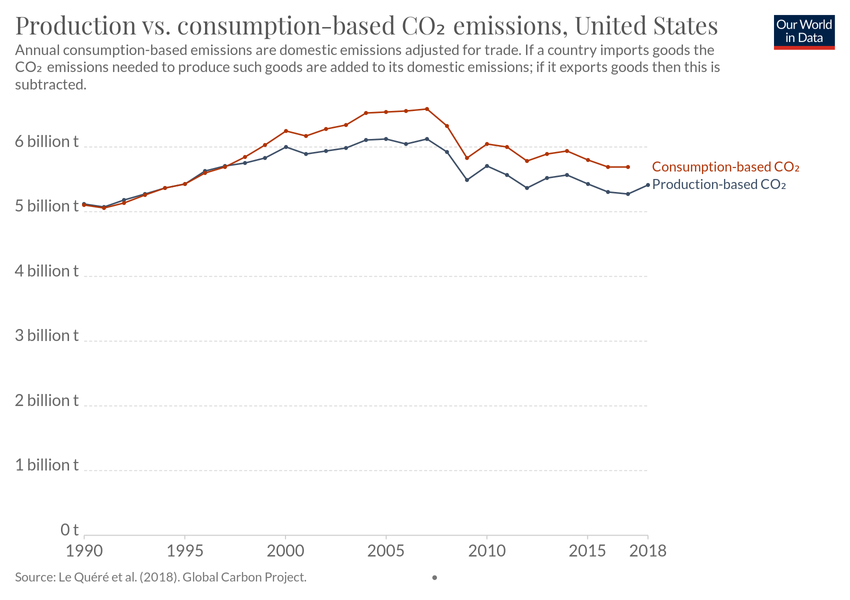 Production vs. consumption-based CO₂ emissions, United States
Our World
in Data
Annual consumption-based emissions are domestic emissions adjusted for trade. If a country imports goods the
CO₂ emissions needed to produce such goods are added to its domestic emissions; if it exports goods then this is
subtracted.
6 billion t
Consumption-based CO₂
Production-based CO₂
5 billion t
4 billion t
3 billion t
2 billion t
1 billion t
0 t
1990 1995 2000 2005 2010 2015 2018
Source: Le Quéré et al. (2018). Global Carbon Project. •